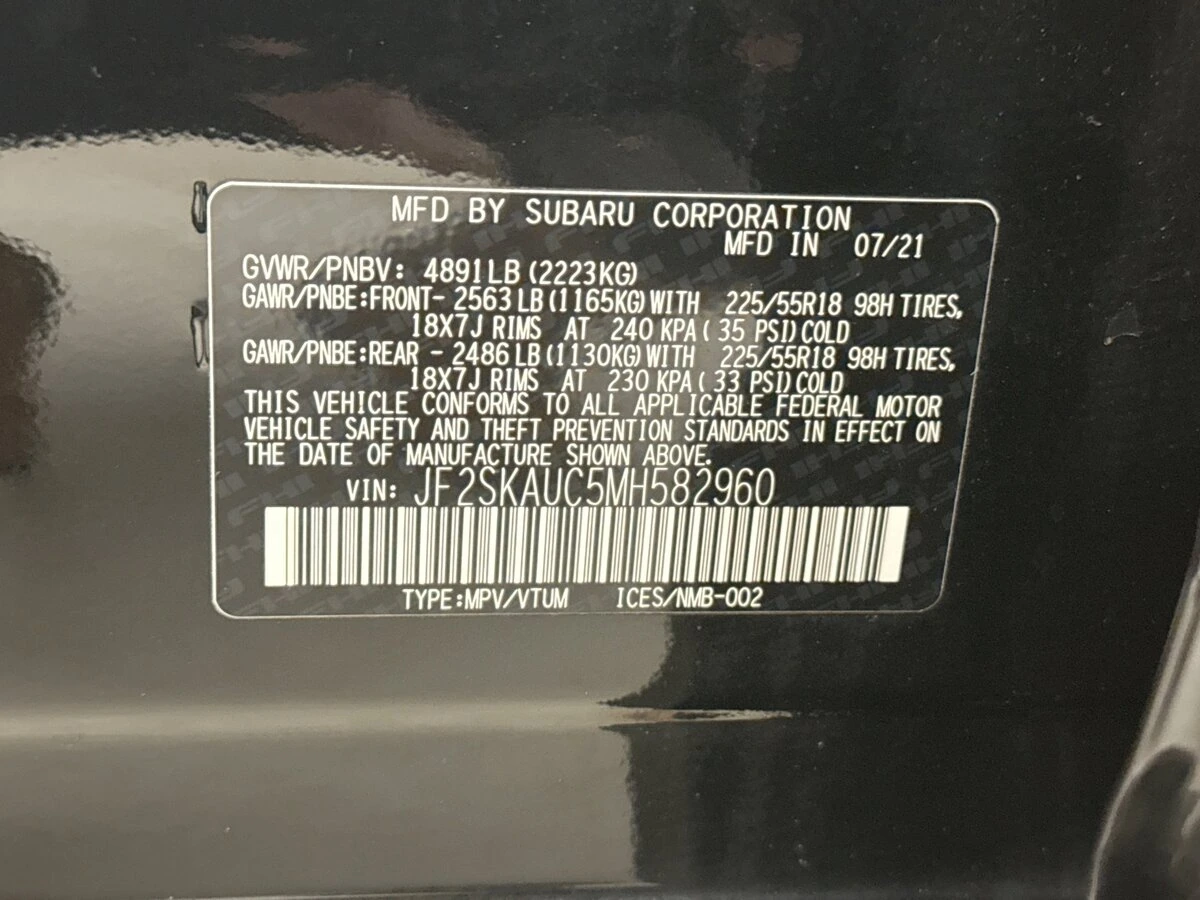 MFD BY SUBARU CORPORATION
MFD IN 07/21
GVWR/PNBV: 4891LB (2223KG)
GAWR/PNBE:FRONT- 2563LB (1165KG) WITH 225/55R18 98H TIRES,
18X7J RIMS AT 240 KPA ( 35 PSI) COLD
GAWR/PNBE:REAR - 2486LB (1130KG) WITH 225/55R18 98H TIRES,
18X7J RIMS AT 230 KPA ( 33 PSI) COLD
THIS VEHICLE CONFORMS TO ALL APPLICABLE FEDERAL MOTOR
VEHICLE SAFETY AND THEFT PREVENTION STANDARDS IN EFFECT ON
THE DATE OF MANUFACTURE SHOWN ABOVE.
VIN: JF2SKAUC5MH582960
TYPE:MPV/VTUM ICES/NMB-002